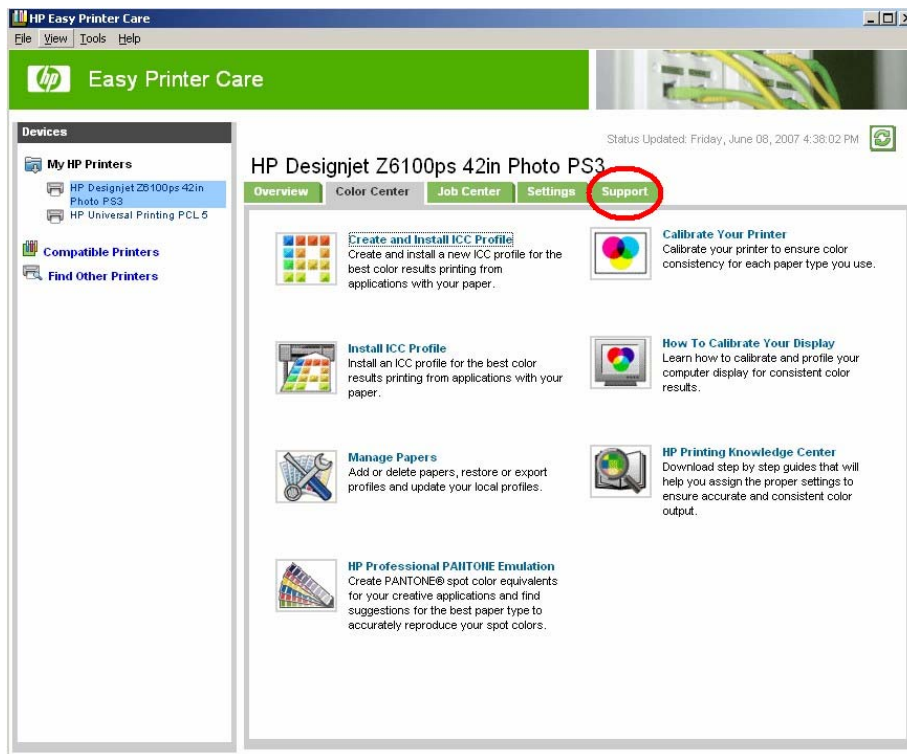 HP Easy Printer Care
File View Tools Help
hp Easy Printer Care
Devices
My HP Printers
HP Designjet Z6100ps 42in
Photo PS3
HP Universal Printing PCL 5
Compatible Printers
Find Other Printers
Status Updated: Friday, June 08, 2007 4:38:02 PM
HP Designjet Z6100ps 42in Photo PS3
Overview Color Center Job Center Settings Support
Create and Install ICC Profile
Create and install a new ICC profile for the
best color results printing from
applications with your paper.
Calibrate Your Printer
Calibrate your printer to ensure color
consistency for each paper type you use.
Install ICC Profile
Install an ICC profile for the best color
results printing from applications with your
paper.
How To Calibrate Your Display
Learn how to calibrate and profile your
computer display for consistent color
results.
Manage Papers
Add or delete papers, restore or export
profiles and update your local profiles.
HP Printing Knowledge Center
Download step by step guides that will
help you assign the proper settings to
ensure accurate and consistent color
output.
HP Professional PANTONE Emulation
Create PANTONE® spot color equivalents
for your creative applications and find
suggestions for the best paper type to
accurately reproduce your spot colors.